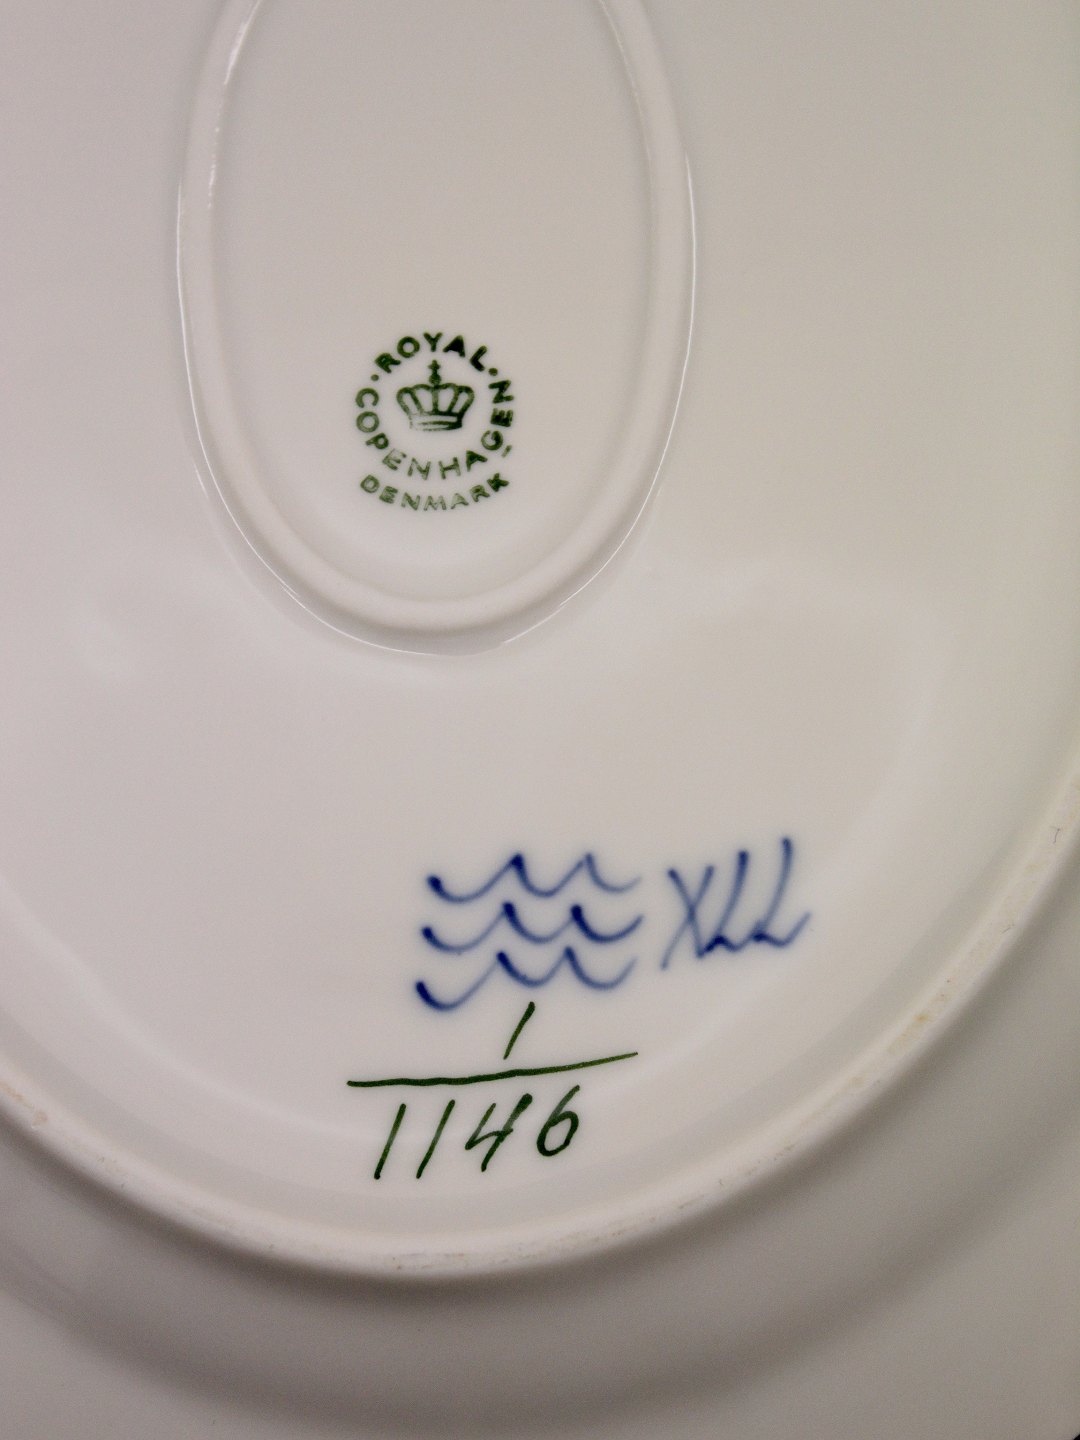 ROYAL
COPENHAGEN
DENMARK
XLL
1
1146